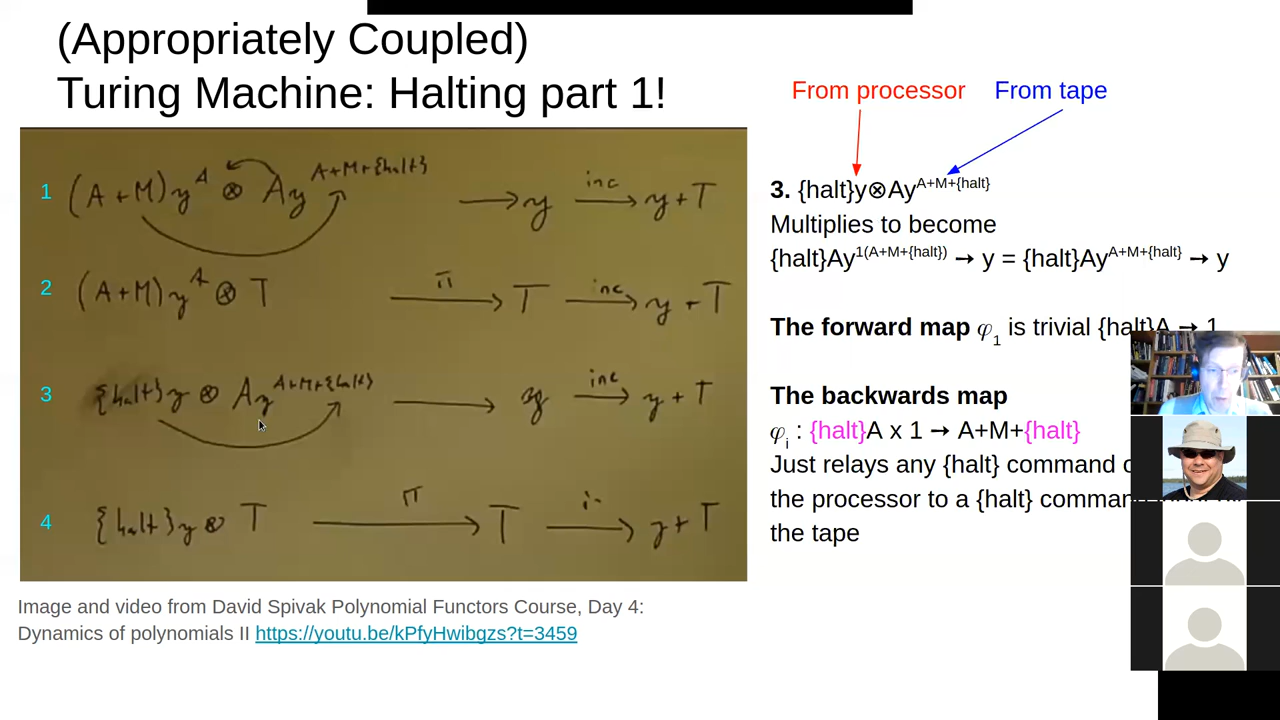 (Appropriately Coupled)
Turing Machine: Halting part 1!
1 (A+M)y^A ⊗ Ay^A+M+{halt} → y inc→ y+T
2 (A+M)y^A ⊗ T π→ T inc→ y+T
3 {halt}y ⊗ Ay^A+M+{halt} → y inc→ y+T
4 {halt}y ⊗ T π→ T in→ y+T
Image and video from David Spivak Polynomial Functors Course, Day 4:
Dynamics of polynomials II https://youtu.be/kPfyHwibgzs?t=3459
From processor From tape
3. {halt}y⊗Ay^A+M+{halt}
Multiplies to become
{halt}Ay^1(A+M+{halt}) → y = {halt}Ay^A+M+{halt} → y
The forward map φ₁ is trivial {halt}A → 1
The backwards map
φᵢ : {halt}A x 1 → A+M+{halt}
Just relays any {halt} command
the processor to a {halt}
the tape